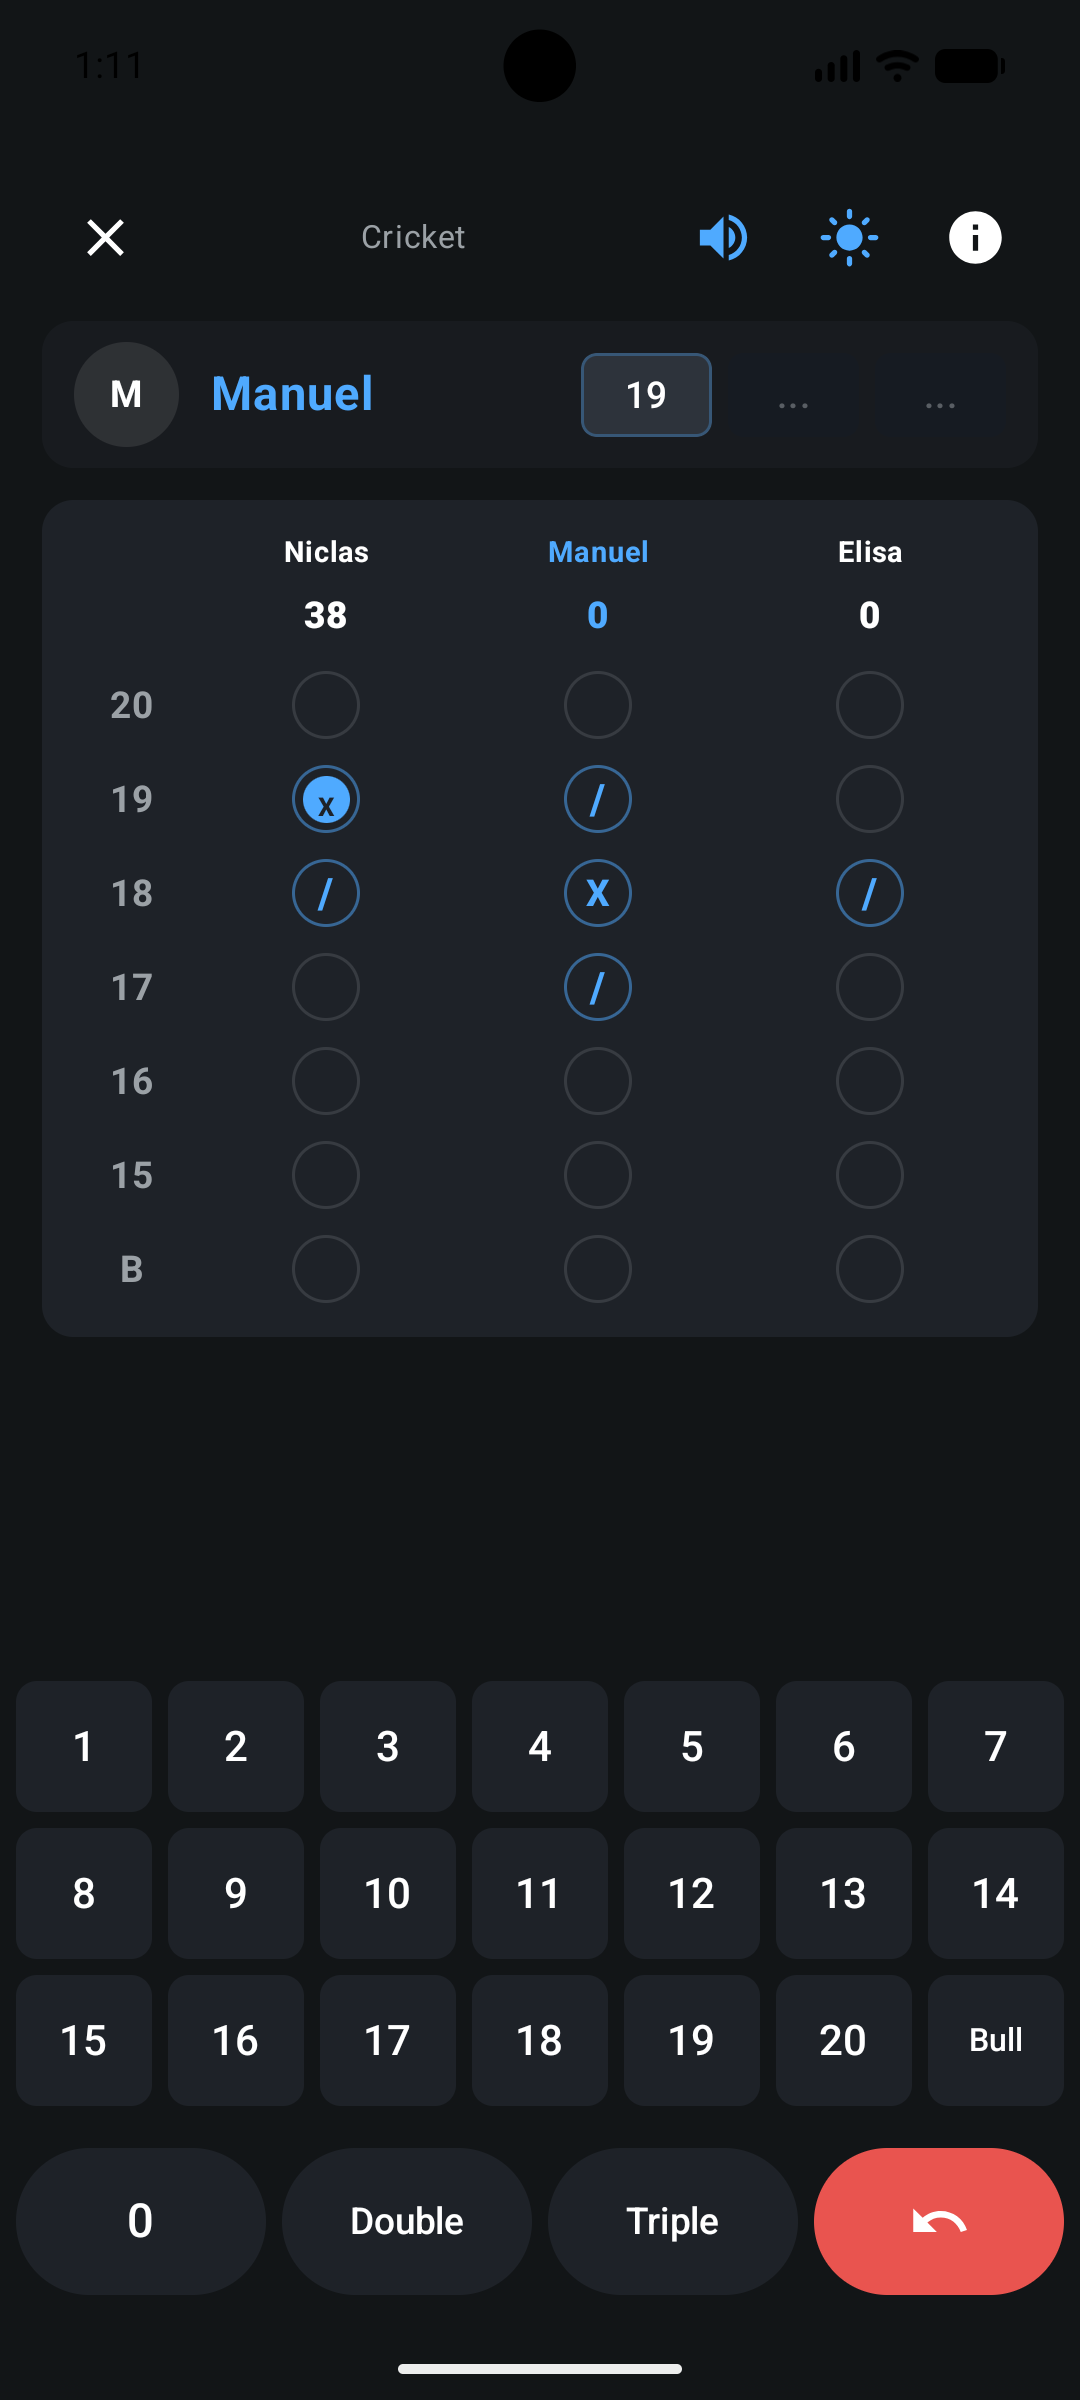 1:11
Cricket
M Manuel 19 ... ...
Niclas Manuel Elisa
38 0 0
20
19 x /
18 / X /
17 /
16
15
B
1 2 3 4 5 6 7
8 9 10 11 12 13 14
15 16 17 18 19 20 Bull
0 Double Triple